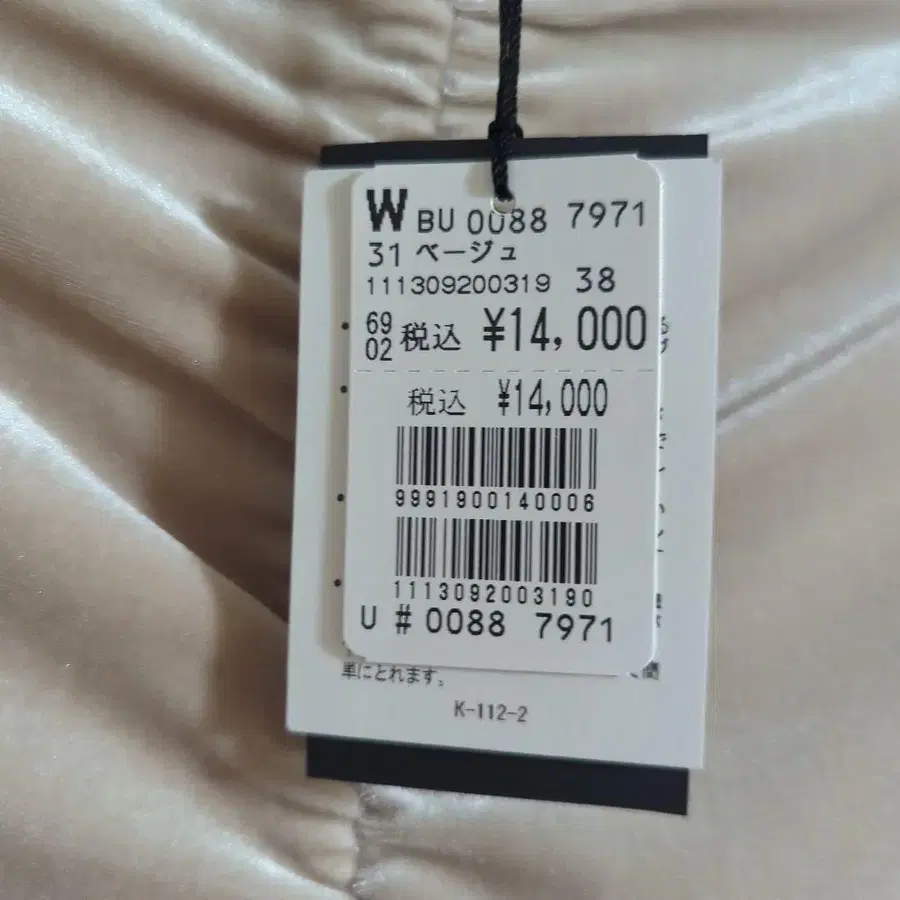 W BU 0088 7971
31 ベージュ
111309200319 38
69
02 税込 ¥14,000
税込 ¥14,000
9991900140006
1113092003190
U # 0088 7971
単にとれます。
K-112-2